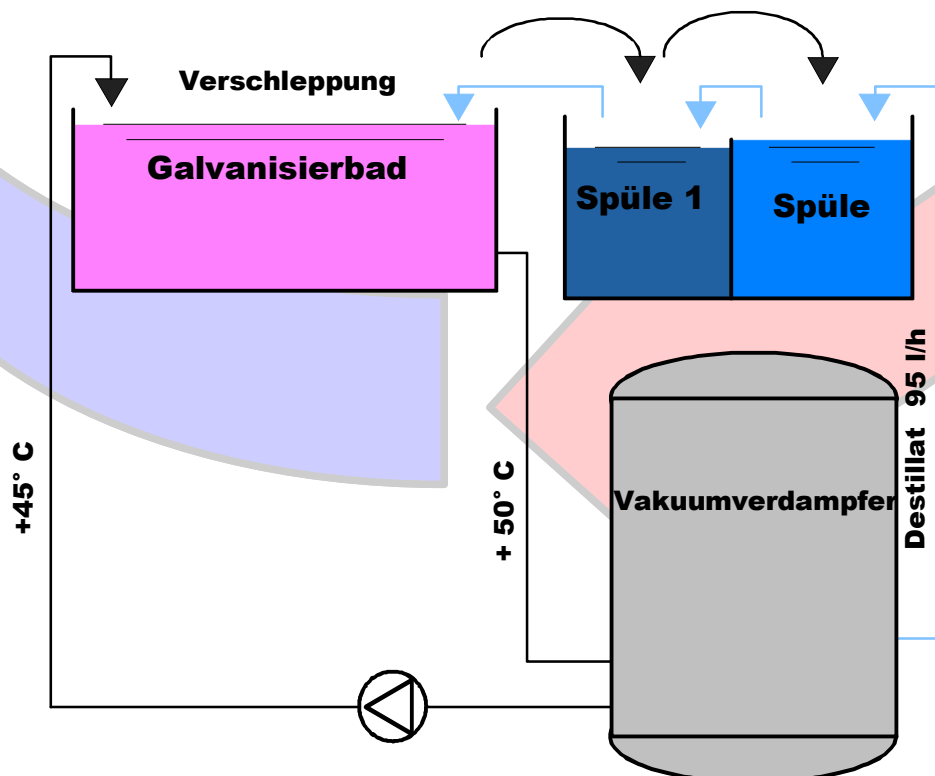 Verschleppung
Galvanisierbad
Spüle 1
Spüle
+45° C
+ 50° C
Vakuumverdampfer
Destillat 95 l/h